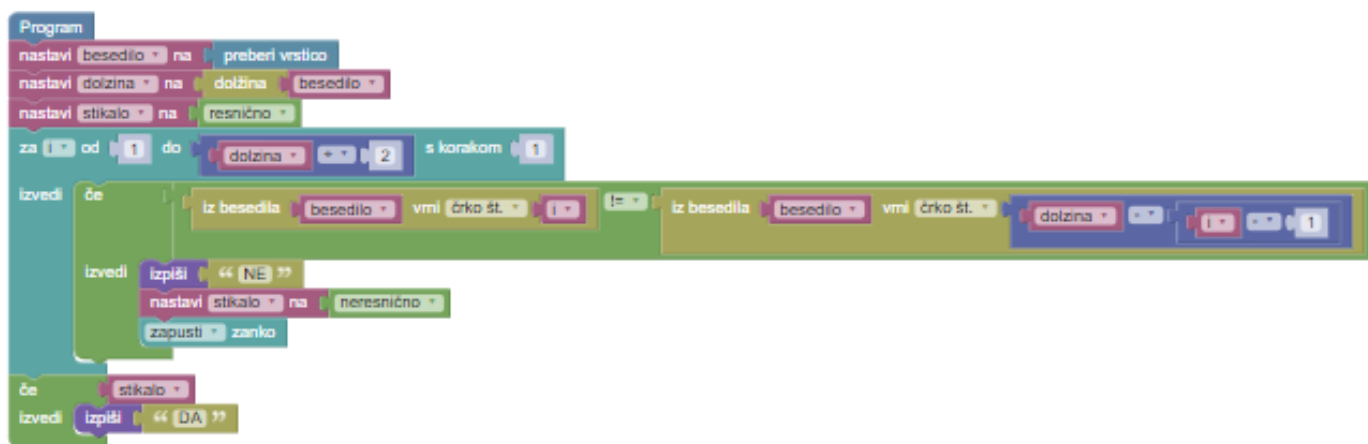 Program
nastavi besedilo na preberi vrstico
nastavi dolzina na dolžina besedilo
nastavi stikalo na resnično
za i od 1 do dolzina ÷ 2 s korakom 1
izvedi če iz besedila besedilo vrni črko št. i != iz besedila besedilo vrni črko št. dolzina - i - 1
izvedi izpiši “ NE ”
nastavi stikalo na neresnično
zapusti zanko
če stikalo
izvedi izpiši “ DA ”